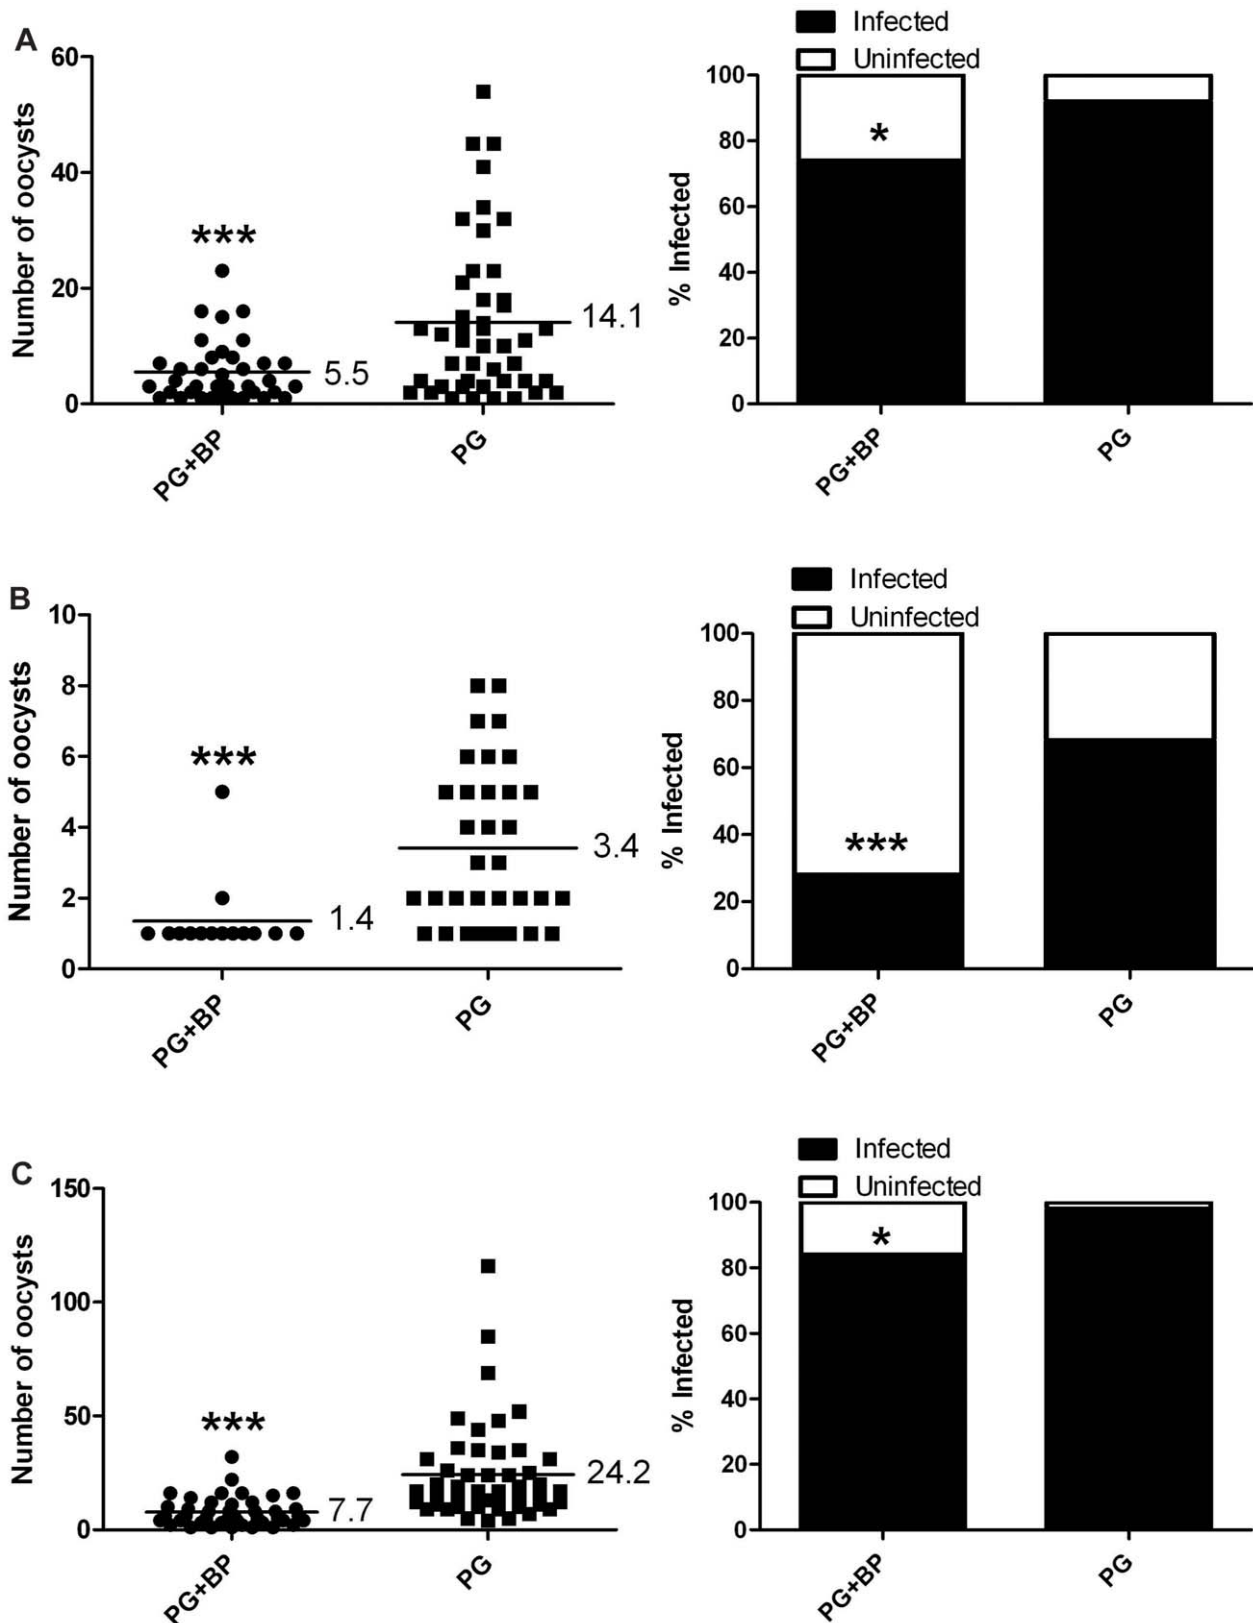 A
Number of oocysts
60
40
20
0
***
5.5
14.1
PG+BP
PG
Infected
Uninfected
% Infected
100
80
60
40
20
0
*
PG+BP
PG
B
Number of oocysts
10
8
6
4
2
0
***
1.4
3.4
PG+BP
PG
Infected
Uninfected
% Infected
100
80
60
40
20
0
***
PG+BP
PG
C
Number of oocysts
150
100
50
0
***
7.7
24.2
PG+BP
PG
Infected
Uninfected
% Infected
100
80
60
40
20
0
*
PG+BP
PG